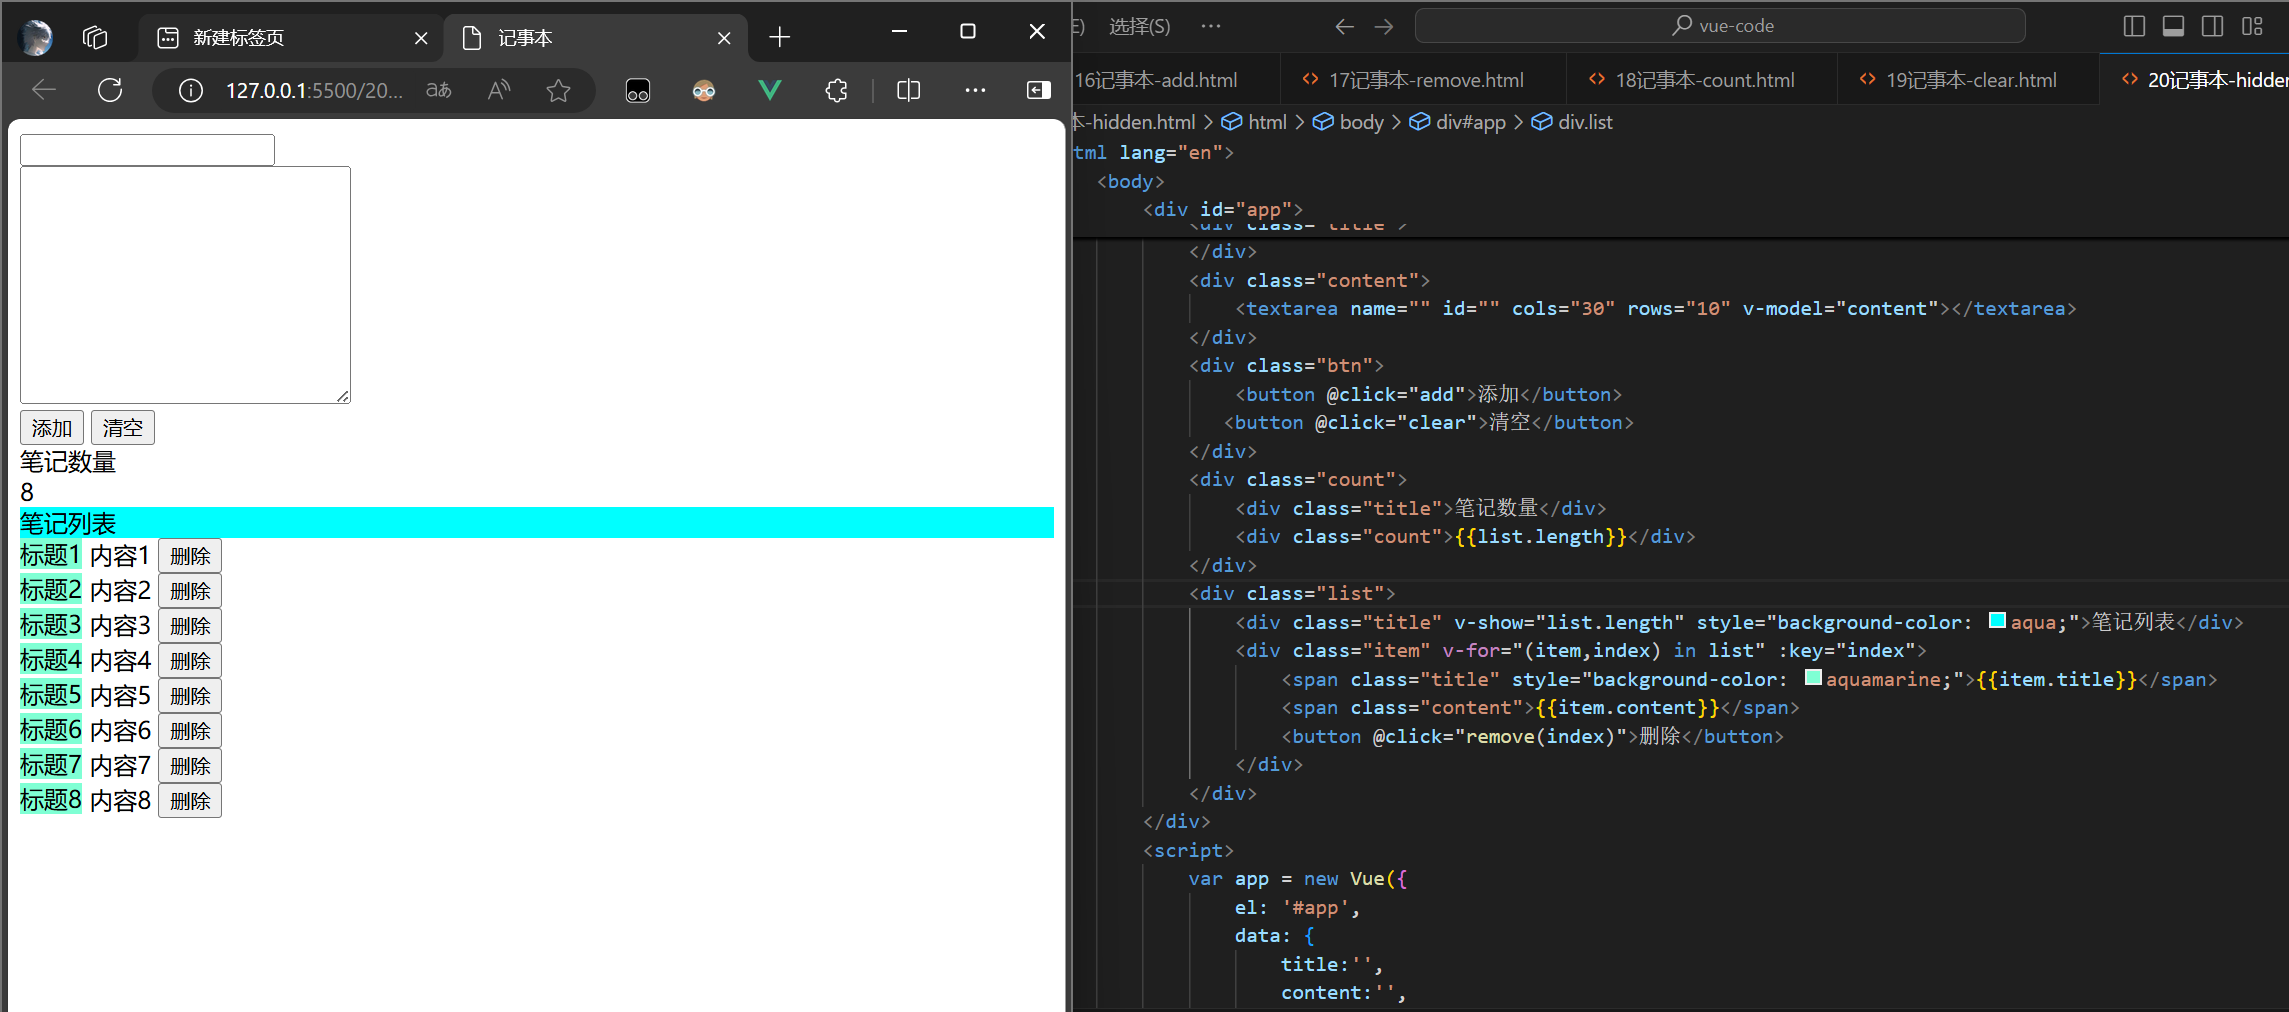 新建标签页
记事本
127.0.0.1:5500/20...
添加 清空
笔记数量
8
笔记列表
标题1 内容1 删除
标题2 内容2 删除
标题3 内容3 删除
标题4 内容4 删除
标题5 内容5 删除
标题6 内容6 删除
标题7 内容7 删除
标题8 内容8 删除
E) 选择(S) ··· vue-code
16记事本-add.html 17记事本-remove.html 18记事本-count.html 19记事本-clear.html 20记事本-hidden
本-hidden.html > html > body > div#app > div.list
tml lang="en">
<body>
<div id="app">
<div class="title">
</div>
<div class="content">
<textarea name="" id="" cols="30" rows="10" v-model="content"></textarea>
</div>
<div class="btn">
<button @click="add">添加</button>
<button @click="clear">清空</button>
</div>
<div class="count">
<div class="title">笔记数量</div>
<div class="count">{{list.length}}</div>
</div>
<div class="list">
<div class="title" v-show="list.length" style="background-color: aqua;">笔记列表</div>
<div class="item" v-for="(item,index) in list" :key="index">
<span class="title" style="background-color: aquamarine;">{{item.title}}</span>
<span class="content">{{item.content}}</span>
<button @click="remove(index)">删除</button>
</div>
</div>
</div>
<script>
var app = new Vue({
el: '#app',
data: {
title:'',
content:'',